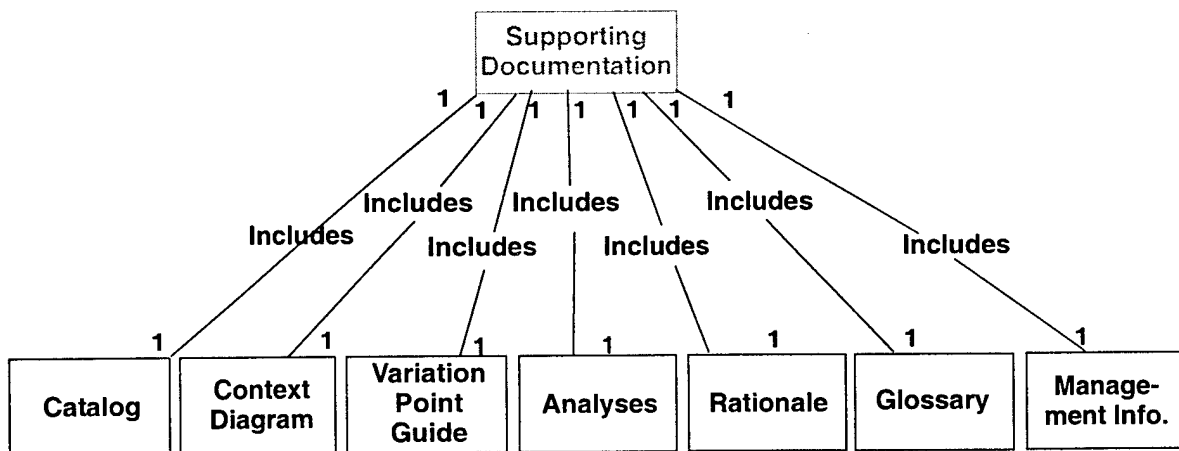 Supporting
Documentation
1 1 1 1 1 1 1
Includes Includes Includes
Includes Includes Includes Includes
1 1 1 1 1 1 1
Catalog
Context
Diagram
Variation
Point
Guide
Analyses
Rationale
Glossary
Manage-
ment Info.